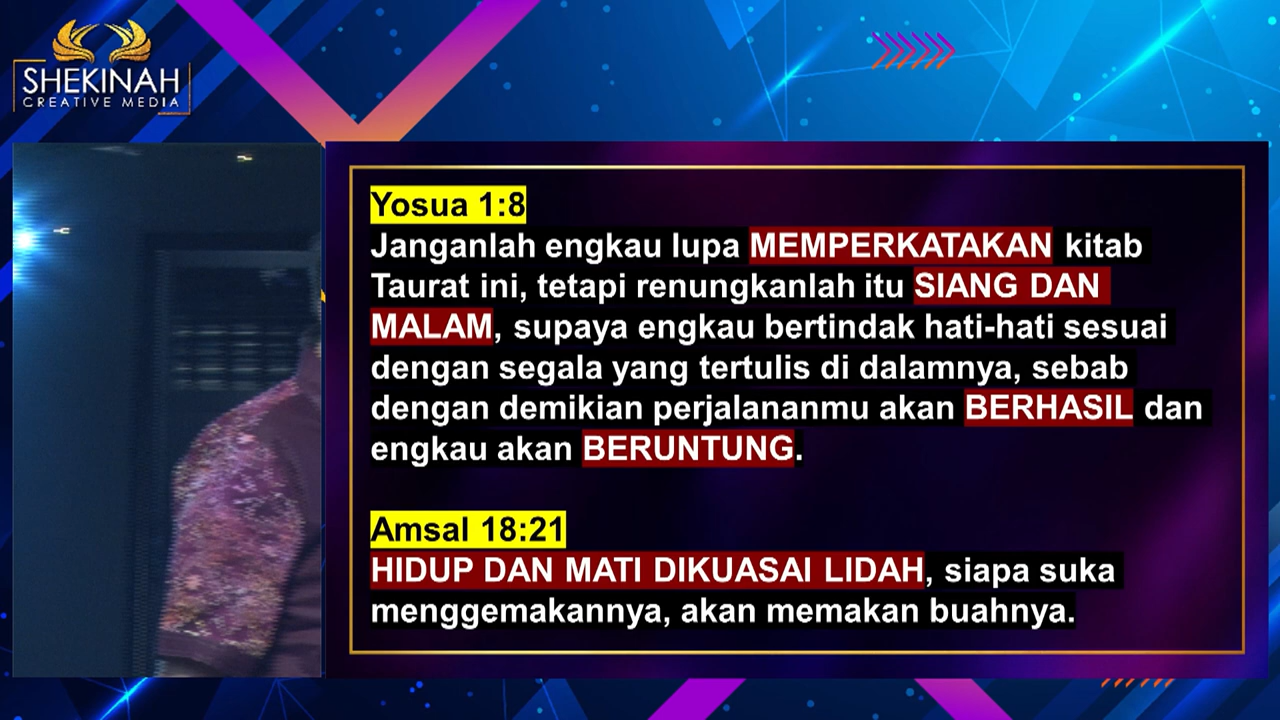 SHEKINAH
CREATIVE MEDIA
Yosua 1:8
Janganlah engkau lupa MEMPERKATAKAN kitab
Taurat ini, tetapi renungkanlah itu SIANG DAN
MALAM, supaya engkau bertindak hati-hati sesuai
dengan segala yang tertulis di dalamnya, sebab
dengan demikian perjalananmu akan BERHASIL dan
engkau akan BERUNTUNG.
Amsal 18:21
HIDUP DAN MATI DIKUASAI LIDAH, siapa suka
menggemakannya, akan memakan buahnya.